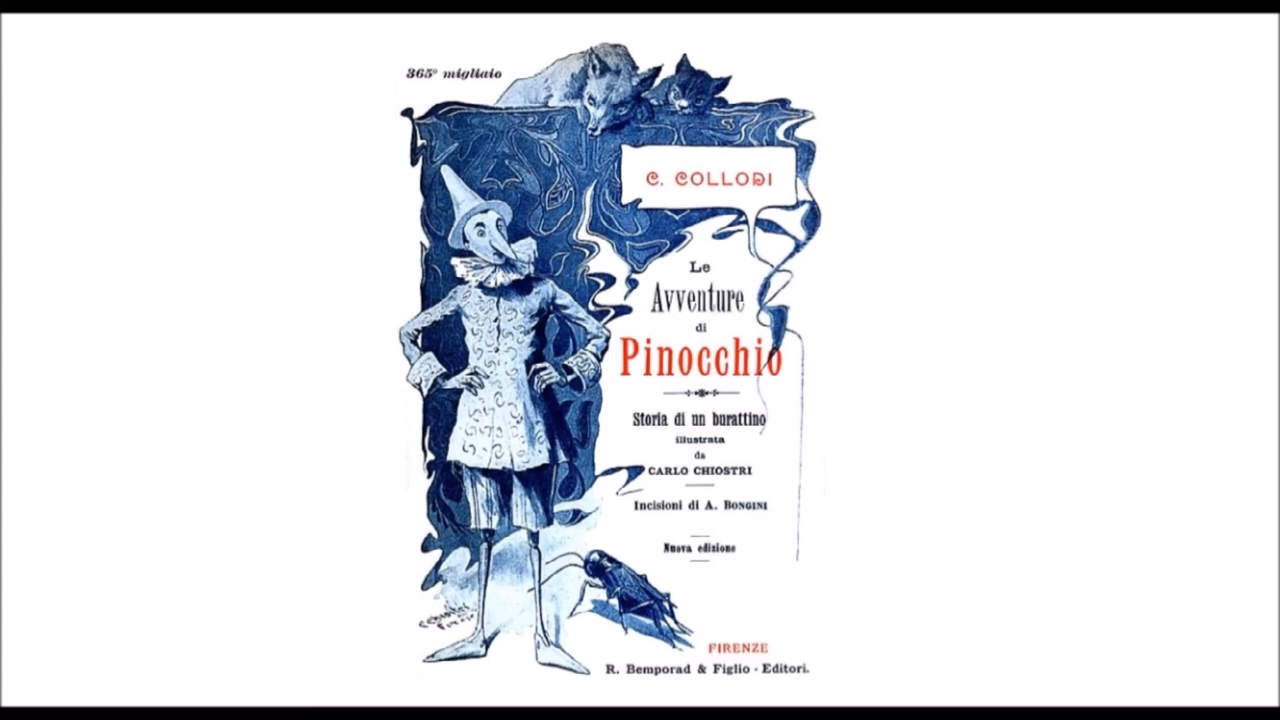 365º migliaio
C. COLLODI
Le
Avventure
di
Pinocchio
Storia di un burattino
illustrata
da
CARLO CHIOSTRI
Incisioni di A. BONGINI
Nuova edizione
FIRENZE
R. Bemporad & Figlio - Editori.